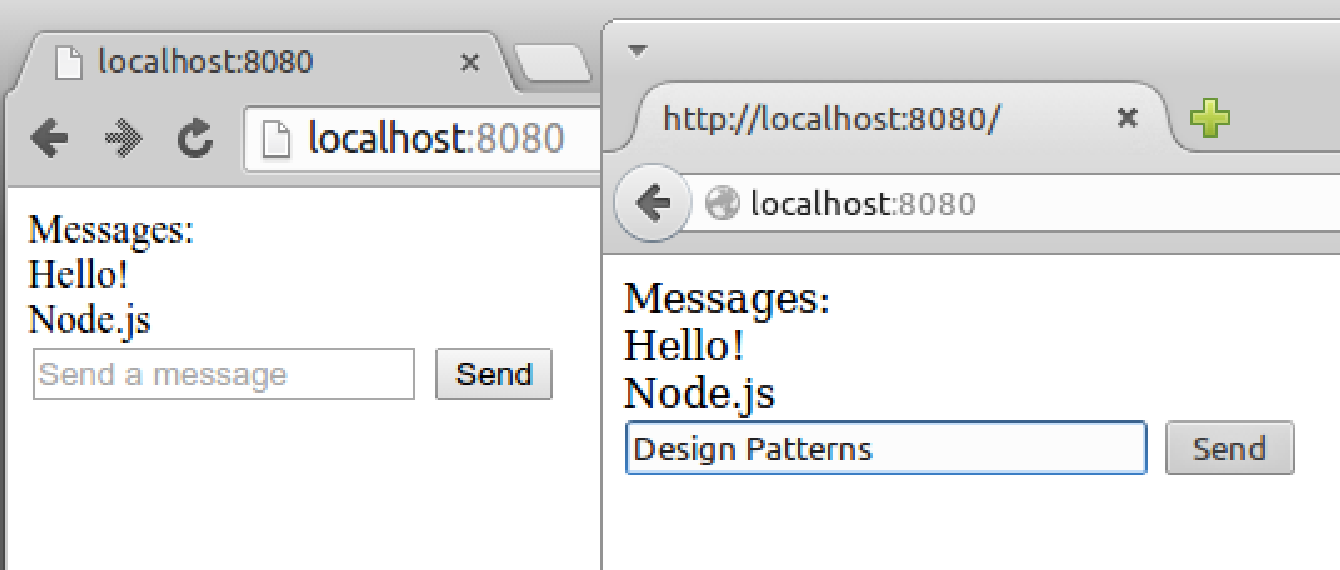 localhost:8080
localhost:8080
Messages:
Hello!
Node.js
Send a message
Send
http://localhost:8080/
localhost:8080
Messages:
Hello!
Node.js
Design Patterns
Send